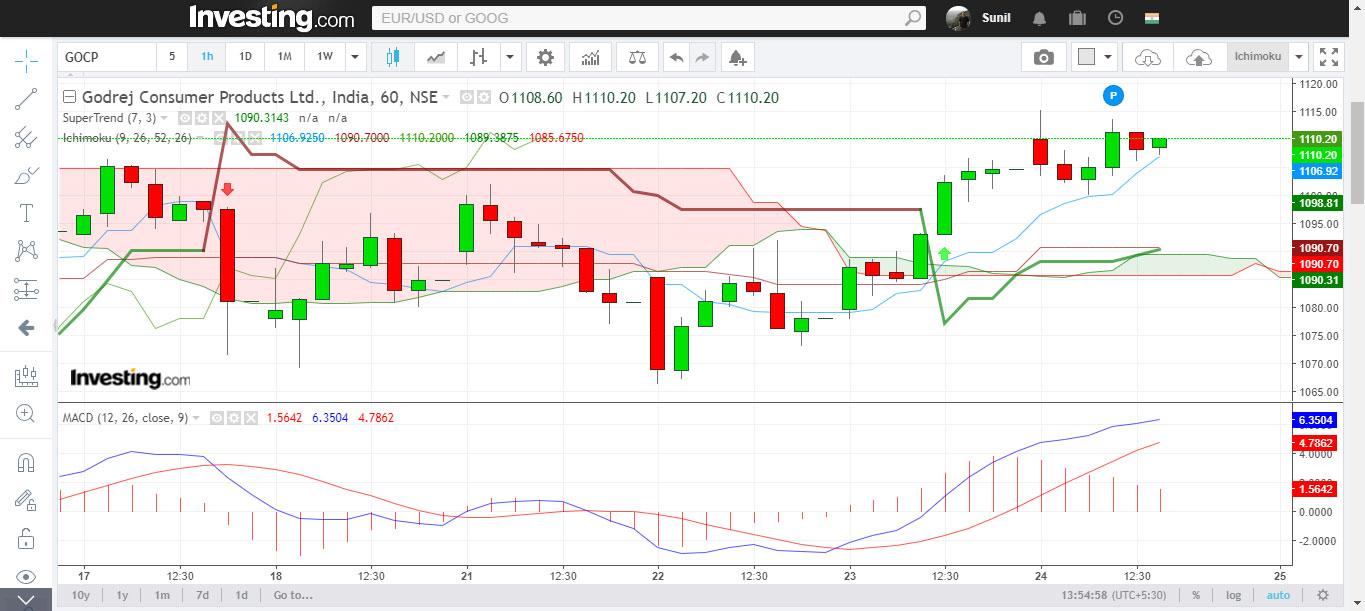 Investing.com EUR/USD or GOOG Sunil
GOCP 5 1h 1D 1M 1W Ichimoku
Godrej Consumer Products Ltd., India, 60, NSE O1108.60 H1110.20 L1107.20 C1110.20
SuperTrend (7, 3) 1090.3143 n/a n/a
Ichimoku (9, 26, 52, 26) 1106.9250 1090.7000 1110.2000 1089.3875 1085.6750
P
1120.00
1115.00
1110.20
1110.20
1106.92
1098.81
1095.00
1090.70
1090.70
1090.31
1080.00
1075.00
1070.00
1065.00
Investing.com
MACD (12, 26, close, 9) 1.5642 6.3504 4.7862
6.3504
4.7862
4.0000
1.5642
0.0000
-2.0000
17 12:30 18 12:30 21 12:30 22 12:30 23 12:30 24 12:30 25
10y 1y 1m 7d 1d Go to... 13:54:58 (UTC+5:30) % log auto